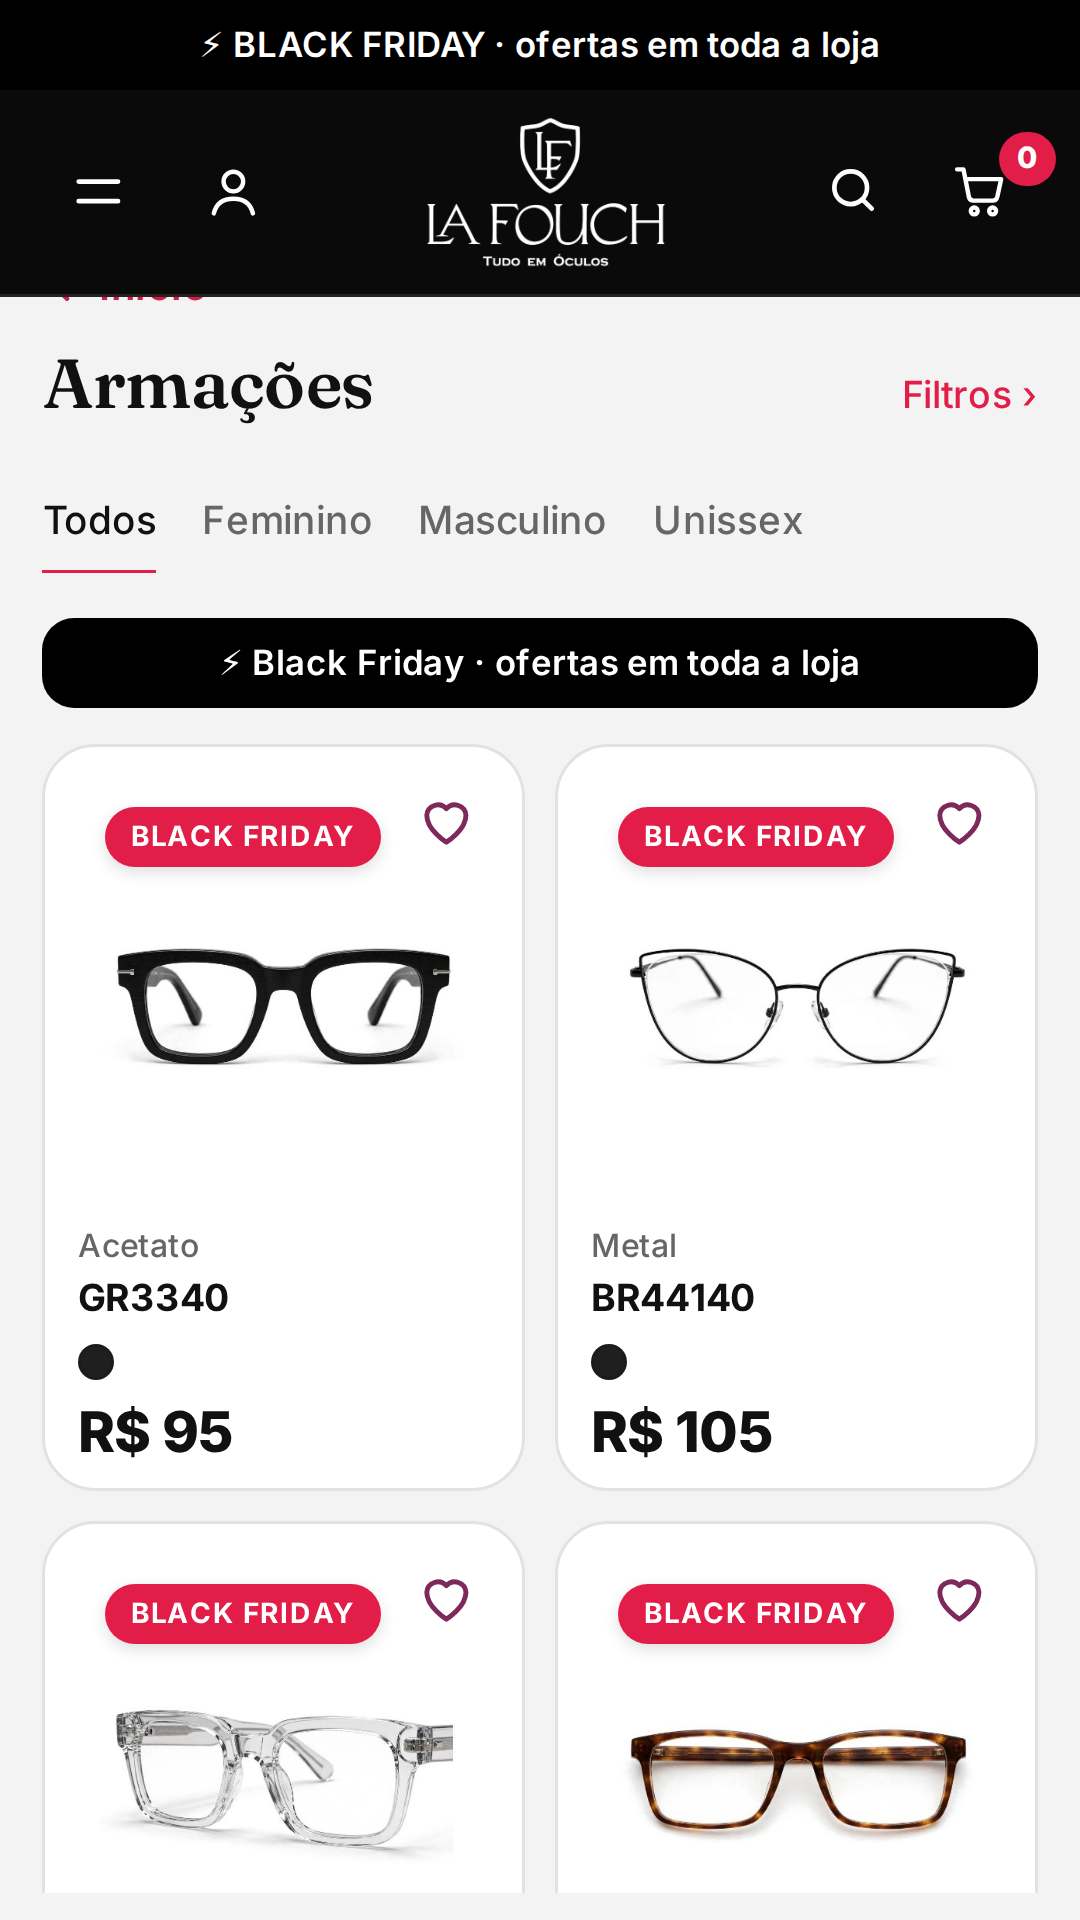 ⚡ BLACK FRIDAY · ofertas em toda a loja
0
LF
LA FOUCH
TUDO EM ÓCULOS
Armações
Filtros ›
Todos Feminino Masculino Unissex
⚡ Black Friday · ofertas em toda a loja
BLACK FRIDAY
BLACK FRIDAY
Acetato
GR3340
R$ 95
Metal
BR44140
R$ 105
BLACK FRIDAY
BLACK FRIDAY